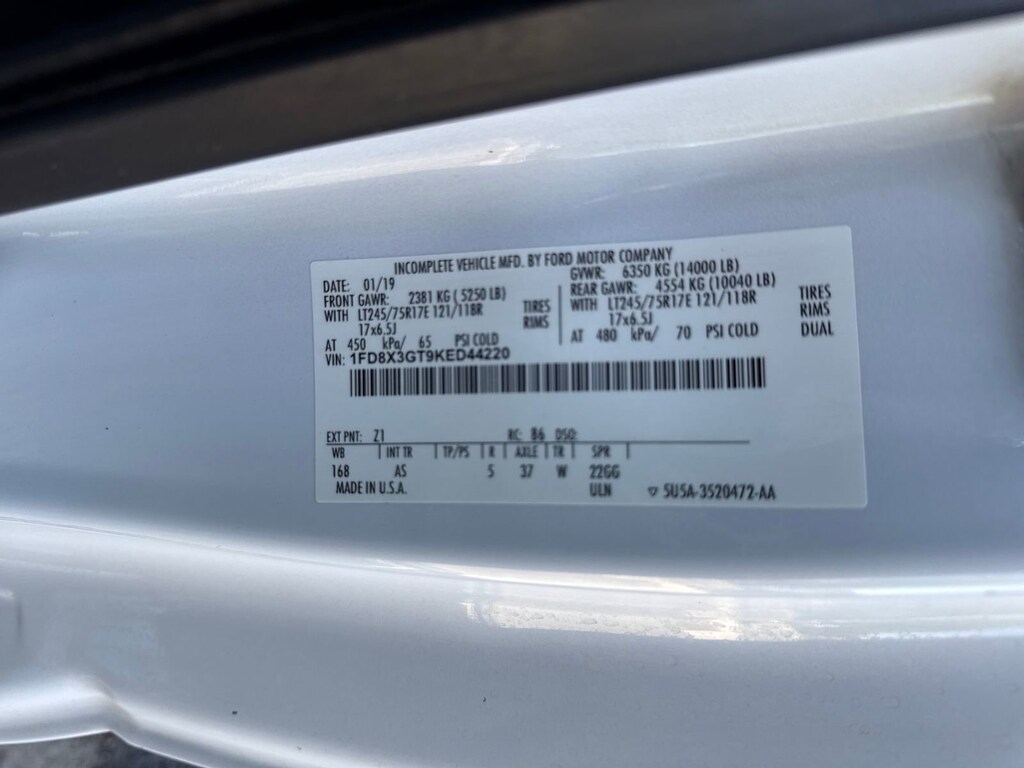 INCOMPLETE VEHICLE MFD. BY FORD MOTOR COMPANY
DATE: 01/19 GVWR: 6350 KG (14000 LB)
FRONT GAWR: 2381 KG ( 5250 LB) REAR GAWR: 4554 KG (10040 LB)
WITH LT245/75R17E 121/118R TIRES WITH LT245/75R17E 121/118R TIRES
17x6.5J RIMS 17x6.5J RIMS
AT 450 kPa/ 65 PSI COLD AT 480 kPa/ 70 PSI COLD DUAL
VIN: 1FD8X3GT9KED44220
EXT PNT: Z1 RC: 86 DSO:
WB INT TR TP/PS R AXLE TR SPR
168 AS 5 37 W 22GG
MADE IN U.S.A. ULN ▽ 5U5A-3520472-AA